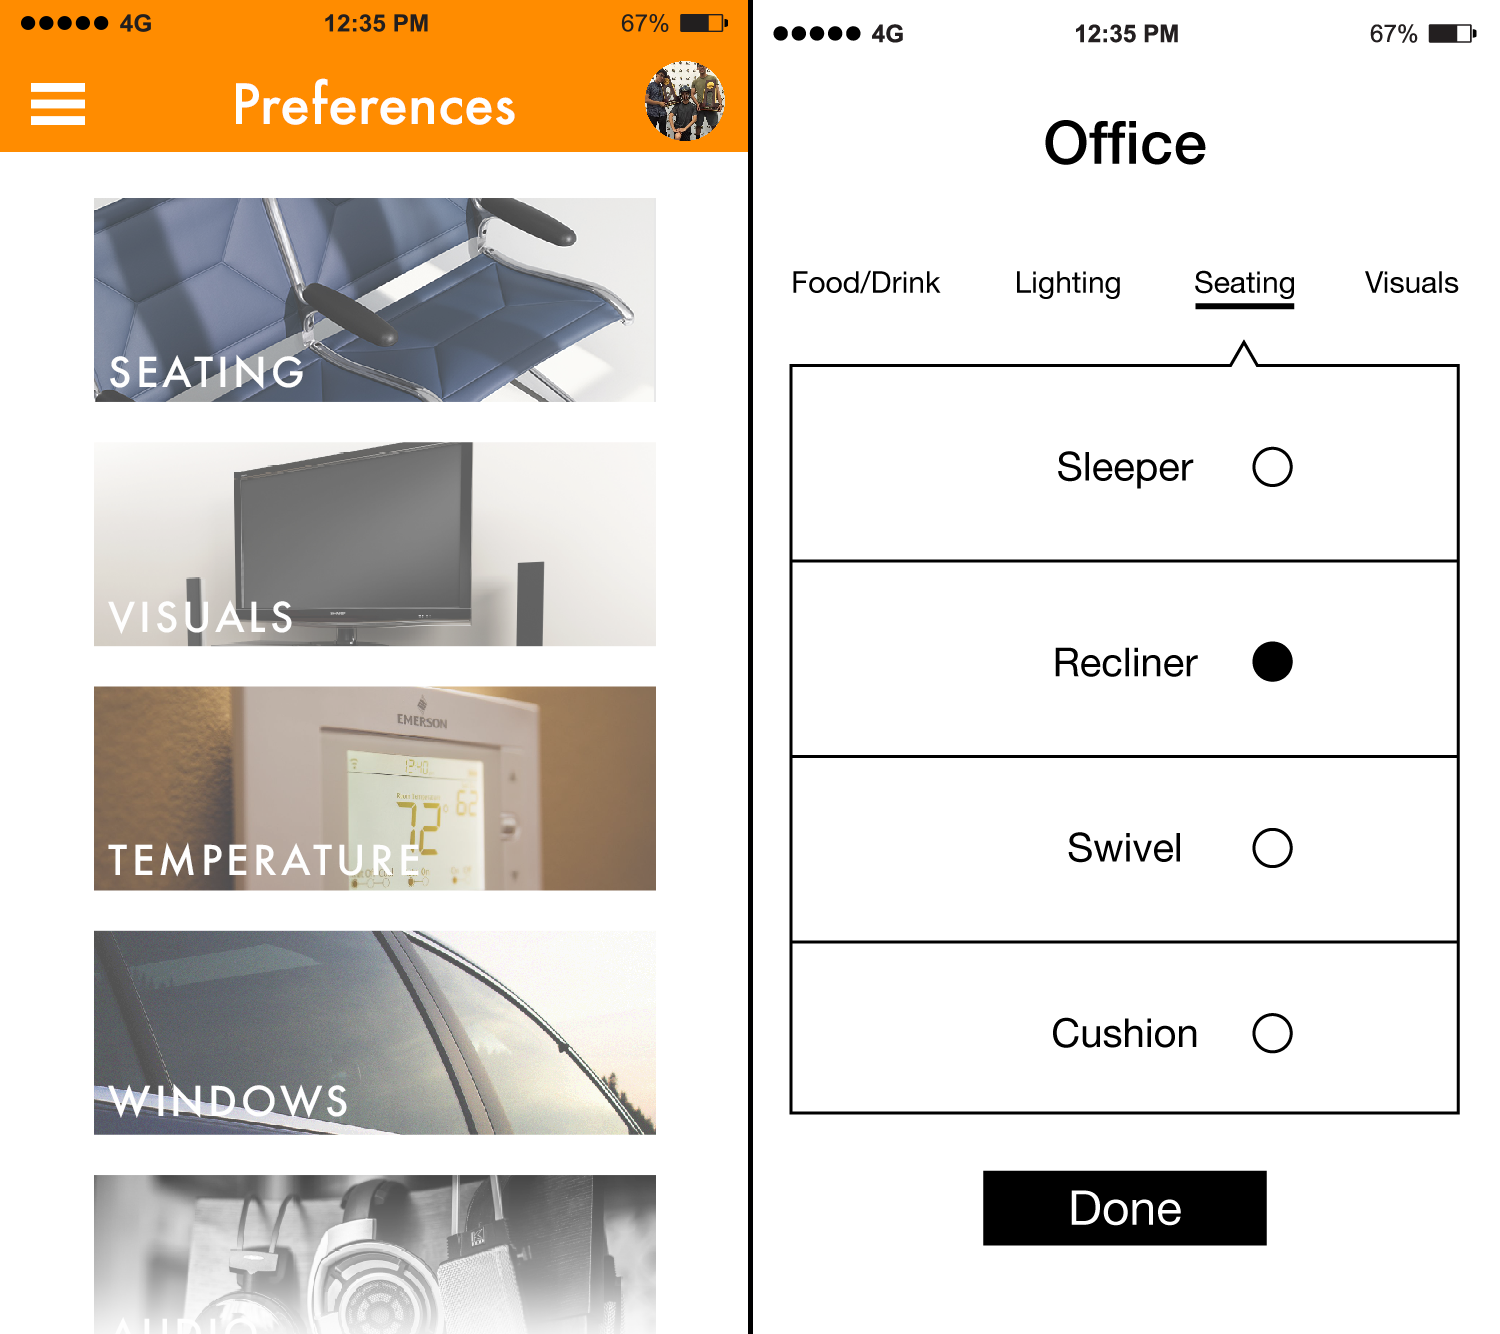 4G 12:35 PM 67%
Preferences
SEATING
VISUALS
EMERSON
12:40
62
72
TEMPERATURE
WINDOWS
AUDIO
4G 12:35 PM 67%
Office
Food/Drink Lighting Seating Visuals
Sleeper
Recliner
Swivel
Cushion
Done